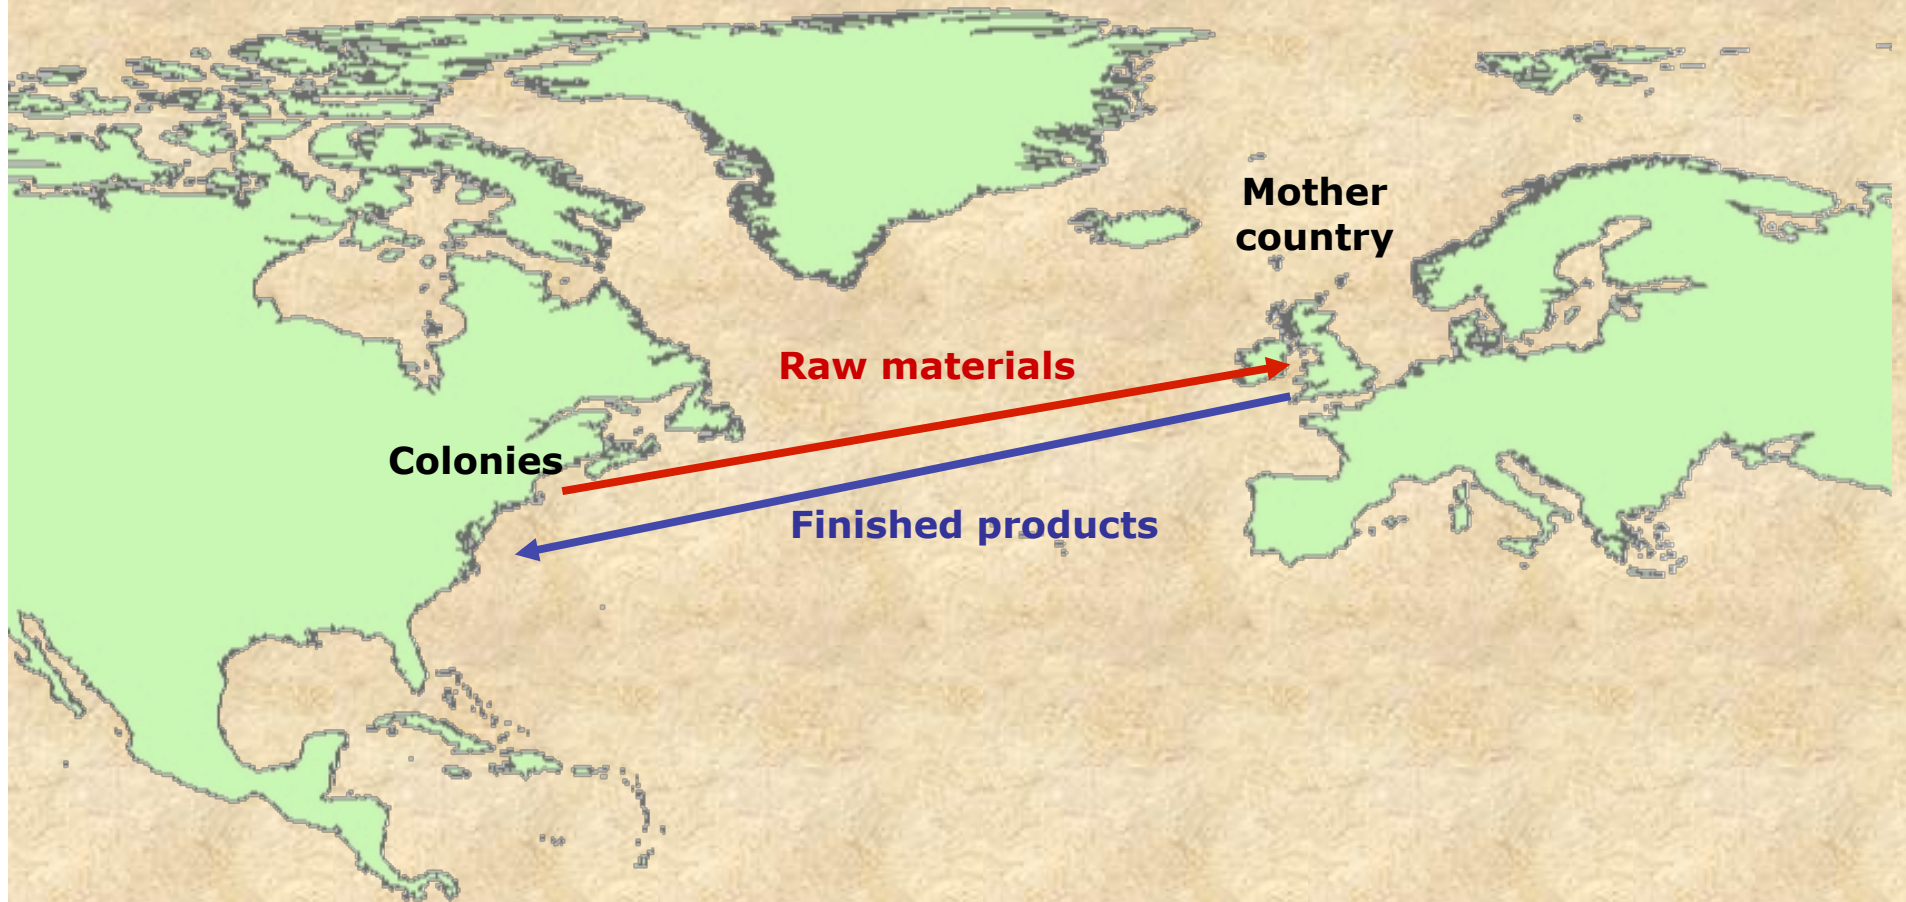 Mother
country
Raw materials
Colonies
Finished products